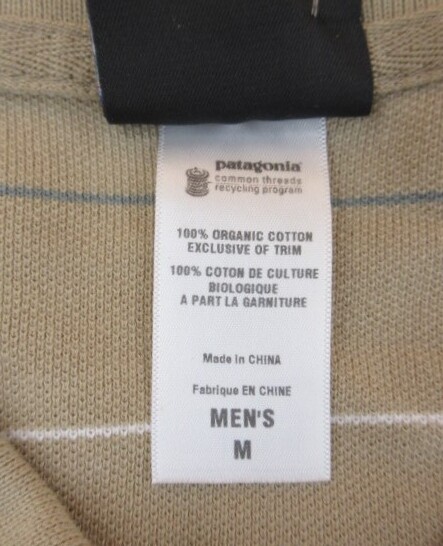 patagonia
common threads
recycling program
100% ORGANIC COTTON
EXCLUSIVE OF TRIM
100% COTON DE CULTURE
BIOLOGIQUE
A PART LA GARNITURE
Made in CHINA
Fabrique EN CHINE
MEN'S
M